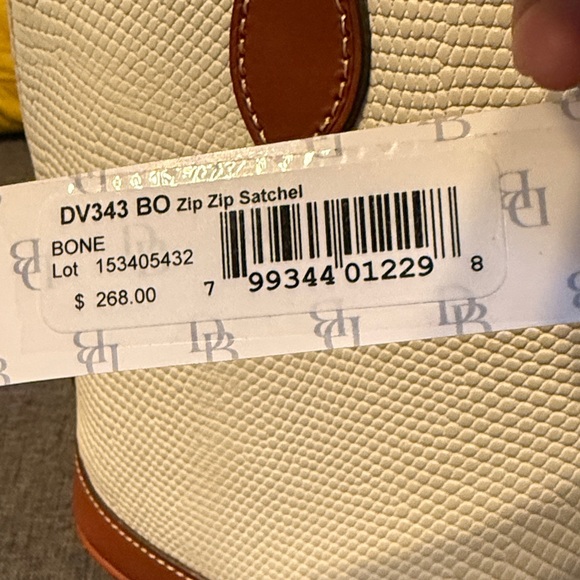 DV343 BO Zip Zip Satchel
BONE
Lot 153405432
$ 268.00
7 99344 01229 8